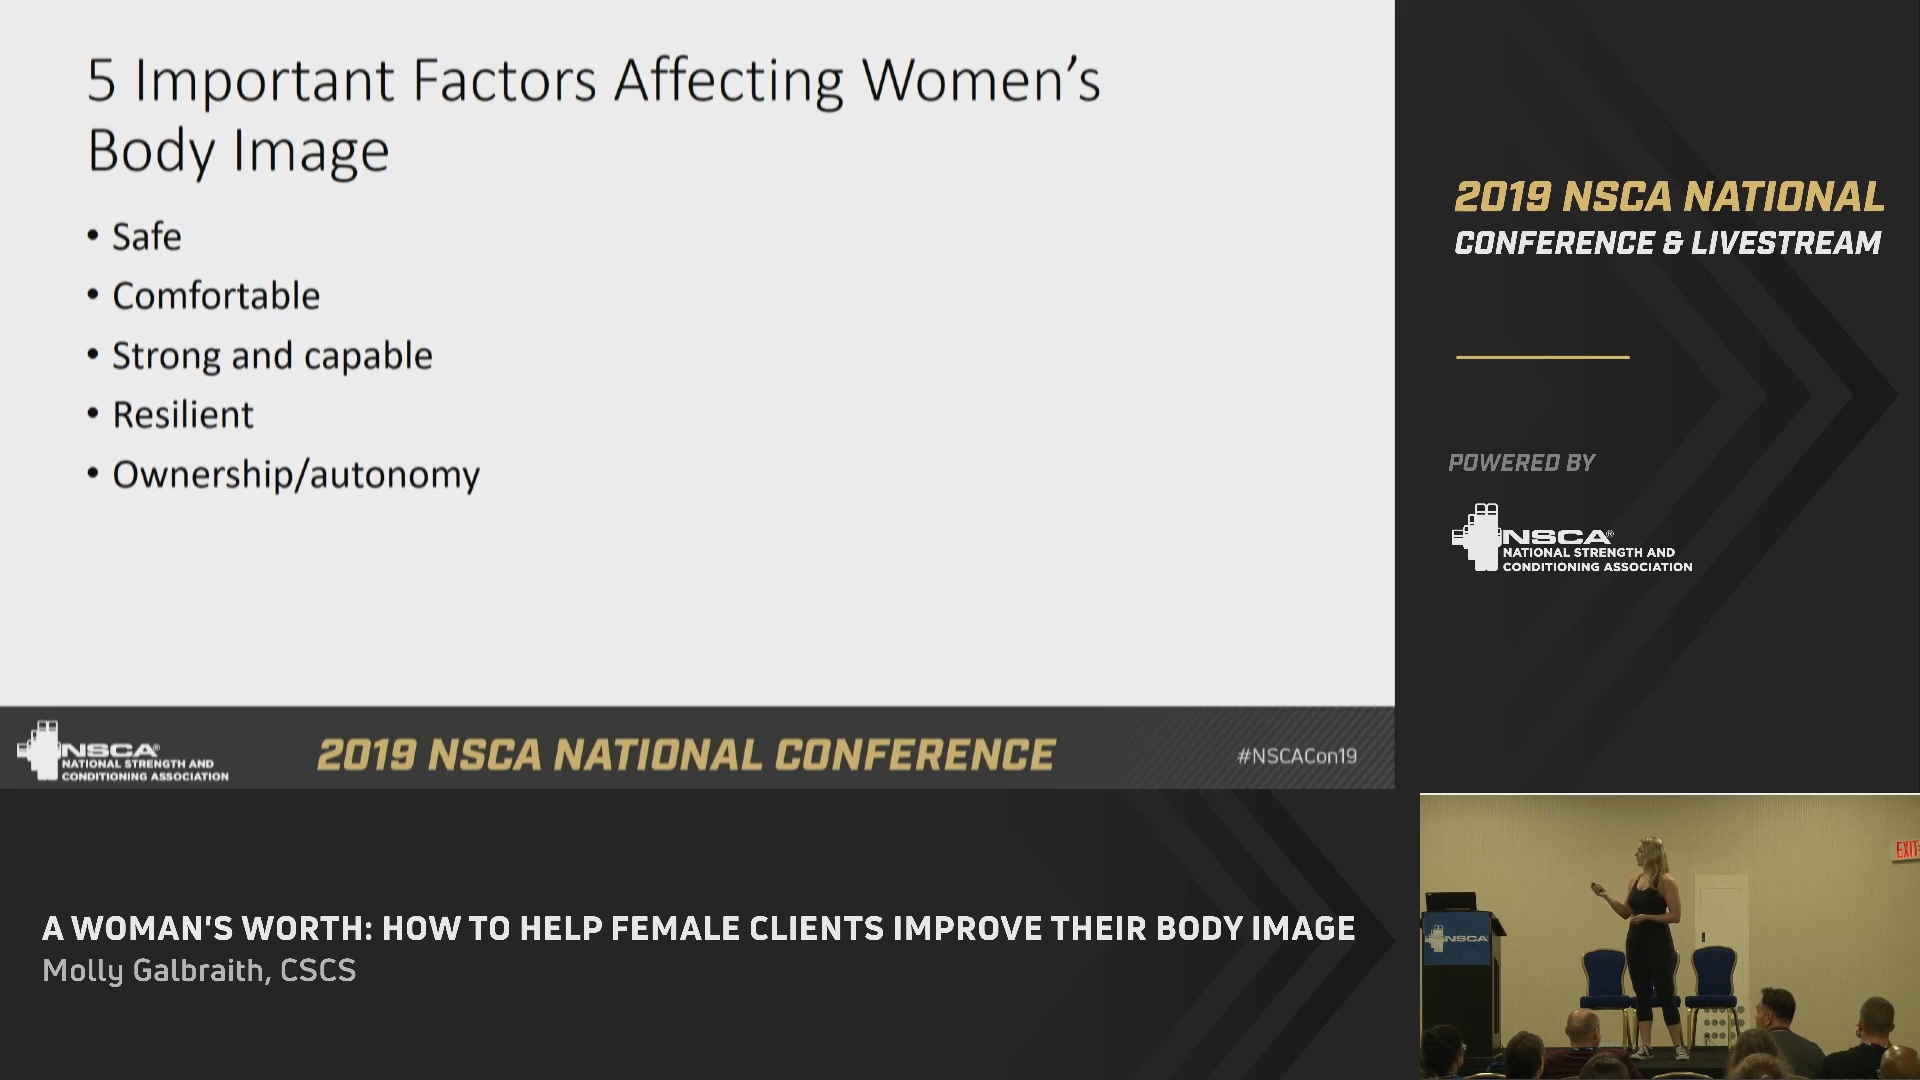 5 Important Factors Affecting Women’s
Body Image
• Safe
• Comfortable
• Strong and capable
• Resilient
• Ownership/autonomy
NSCA®
NATIONAL STRENGTH AND
CONDITIONING ASSOCIATION
2019 NSCA NATIONAL CONFERENCE
#NSCACon19
2019 NSCA NATIONAL
CONFERENCE & LIVESTREAM
POWERED BY
NSCA®
NATIONAL STRENGTH AND
CONDITIONING ASSOCIATION
A WOMAN'S WORTH: HOW TO HELP FEMALE CLIENTS IMPROVE THEIR BODY IMAGE
Molly Galbraith, CSCS
EXIT
NSCA